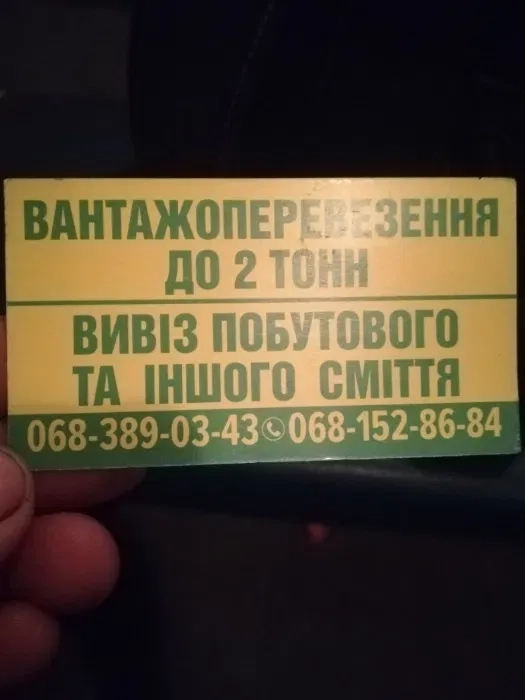 ВАНТАЖОПЕРЕВЕЗЕННЯ
ДО 2 ТОНН
ВИВІЗ ПОБУТОВОГО
ТА ІНШОГО СМІТТЯ
068-389-03-43 068-152-86-84